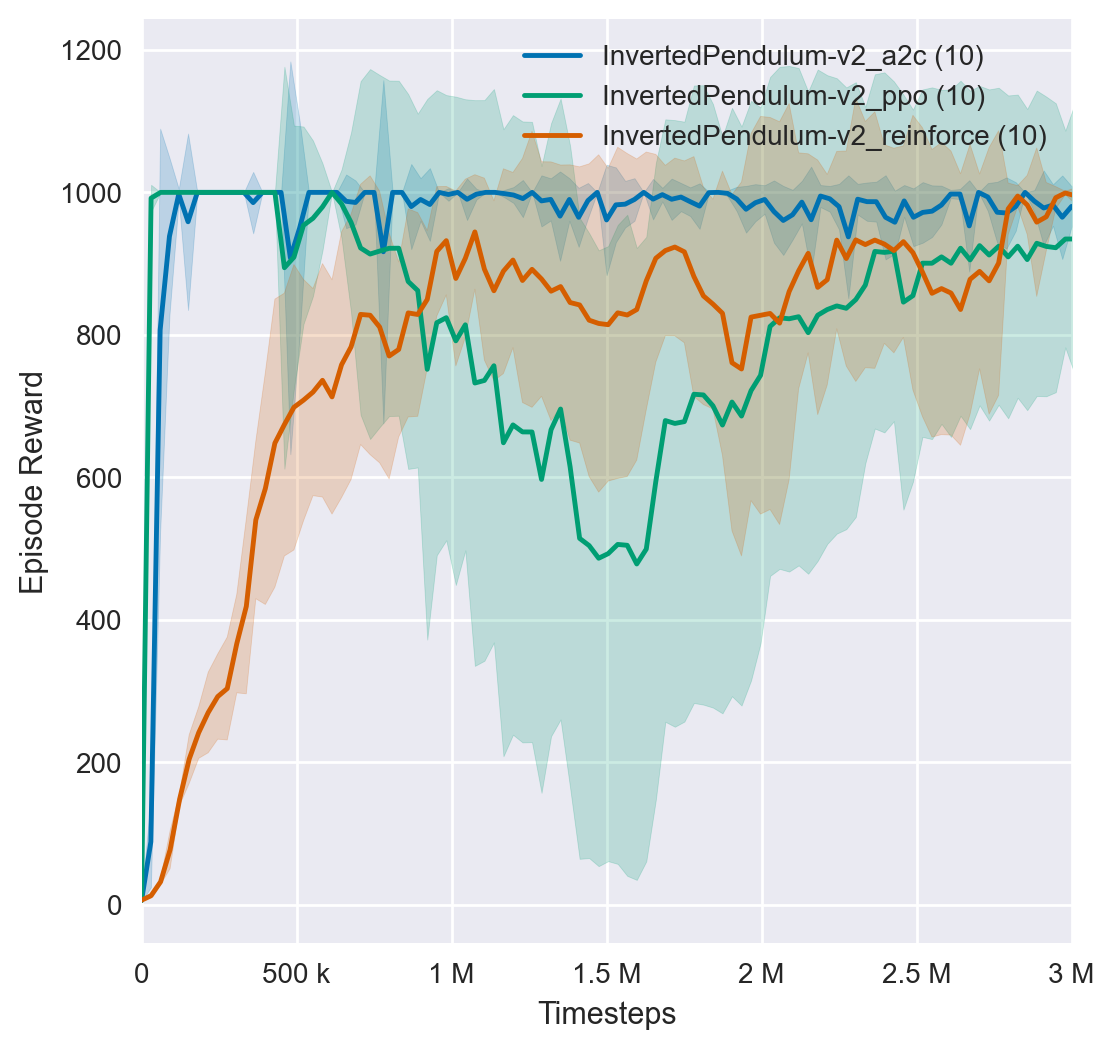 1200
1000
800
600
400
200
0
Episode Reward
InvertedPendulum-v2_a2c (10)
InvertedPendulum-v2_ppo (10)
InvertedPendulum-v2_reinforce (10)
0 500 k 1 M 1.5 M 2 M 2.5 M 3 M
Timesteps